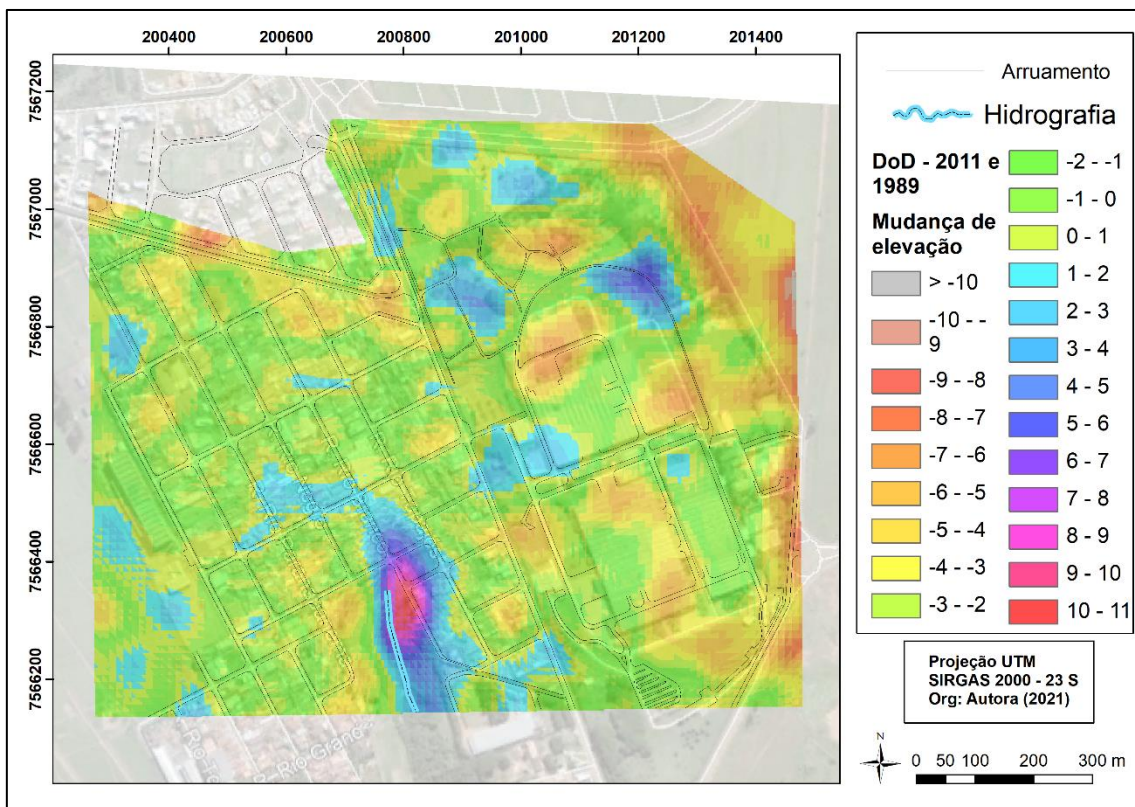 200400 200600 200800 201000 201200 201400
7567200
7567000
7566800
7566600
7566400
7566200
Rio Grande
Arruamento
Hidrografia
DoD - 2011 e
1989
Mudança de
elevação
> -10
-10 - -
9
-9 - -8
-8 - -7
-7 - -6
-6 - -5
-5 - -4
-4 - -3
-3 - -2
-2 - -1
-1 - 0
0 - 1
1 - 2
2 - 3
3 - 4
4 - 5
5 - 6
6 - 7
7 - 8
8 - 9
9 - 10
10 - 11
Projeção UTM
SIRGAS 2000 - 23 S
Org: Autora (2021)
N
0 50 100 200 300 m